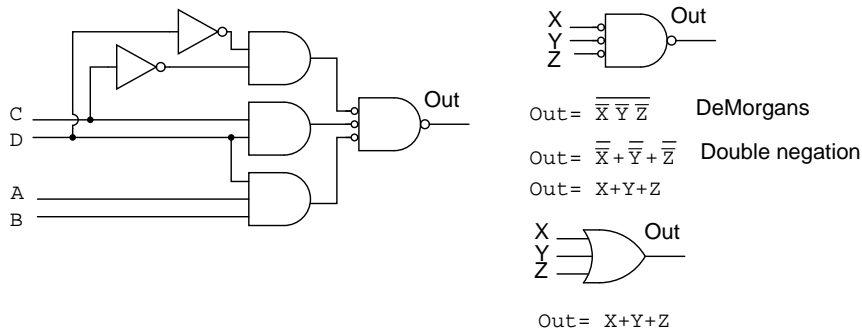 C
D
A
B
Out
X
Y
Z
Out
Out= X̅ Y̅ Z̅ DeMorgans
Out= X̅+Y̅+Z̅ Double negation
Out= X+Y+Z
X
Y
Z
Out
Out= X+Y+Z